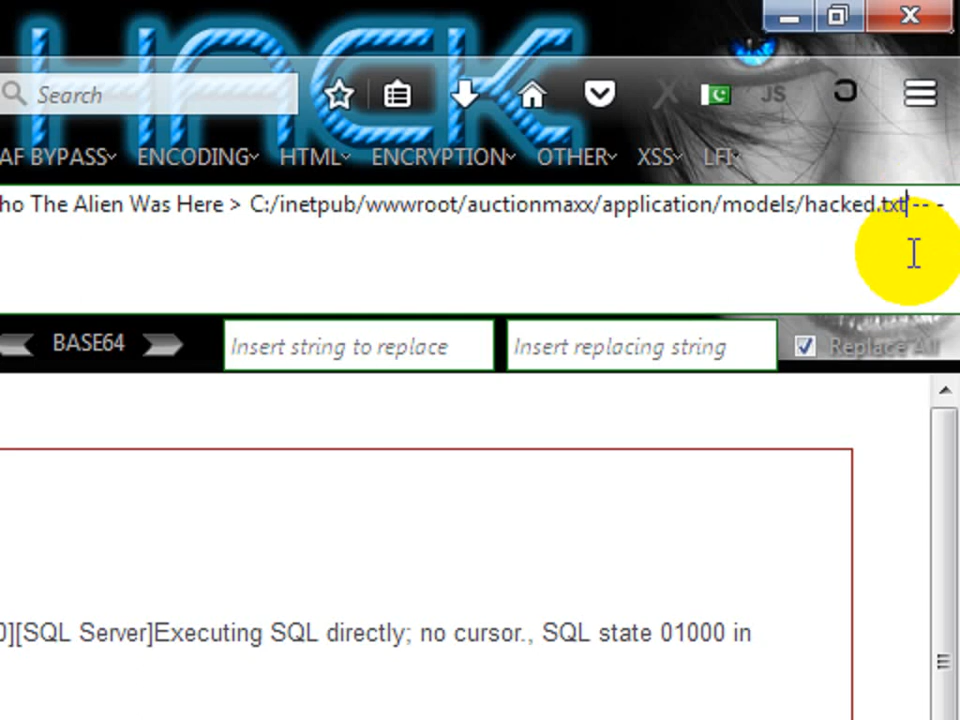 HACK
Search
JS
AF BYPASS ENCODING HTML ENCRYPTION OTHER XSS LFI
ho The Alien Was Here > C:/inetpub/wwwroot/auctionmaxx/application/models/hacked.txt -- -
BASE64 Insert string to replace Insert replacing string Replace All
0][SQL Server]Executing SQL directly; no cursor., SQL state 01000 in